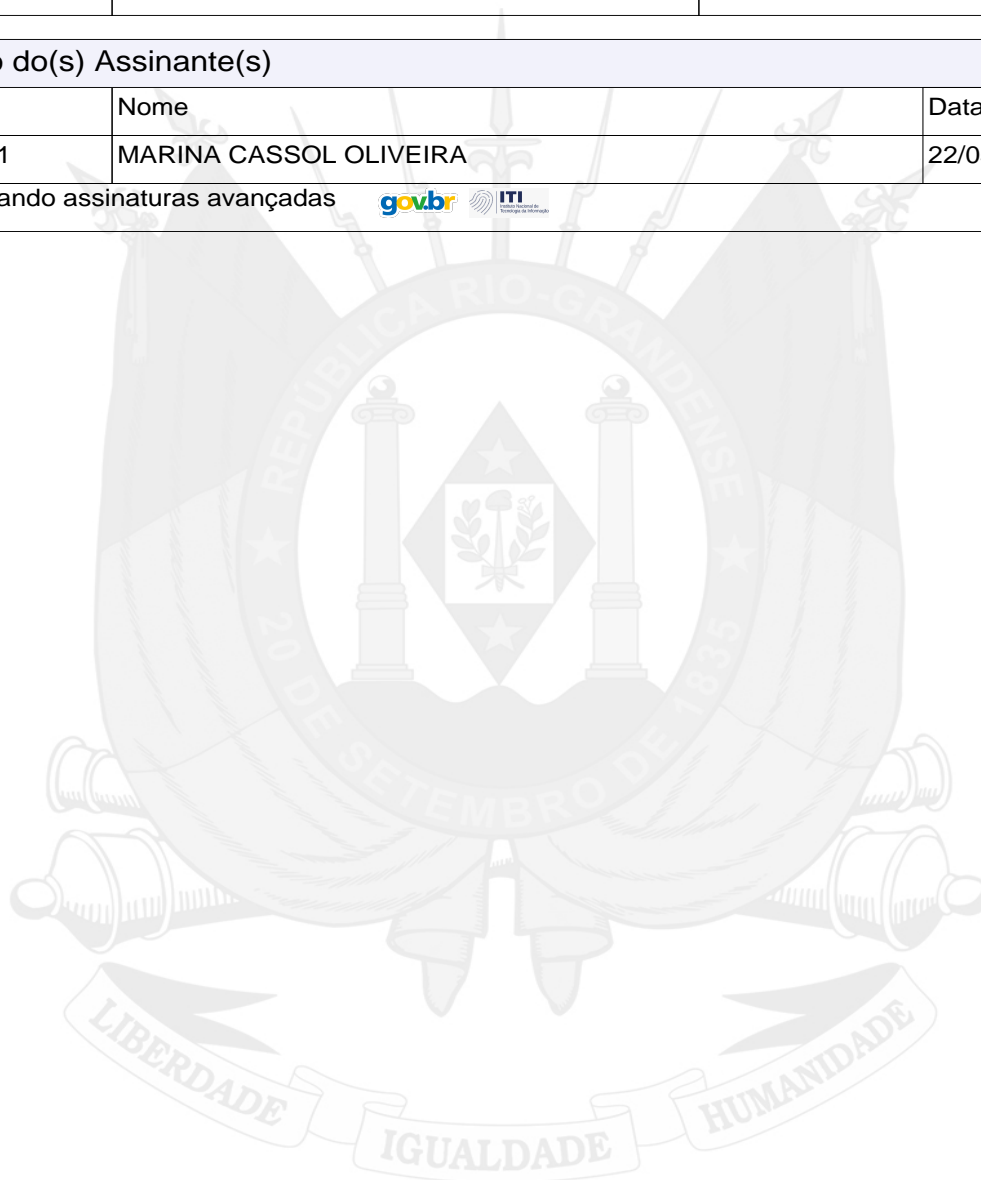 o do(s) Assinante(s)
Nome
Data
1
MARINA CASSOL OLIVEIRA
22/0
ando assinaturas avançadas
gov.br
ITI
REPÚBLICA RIO-GRANDENSE
20 DE SETEMBRO DE 1835
LIBERDADE
IGUALDADE
HUMANIDADE